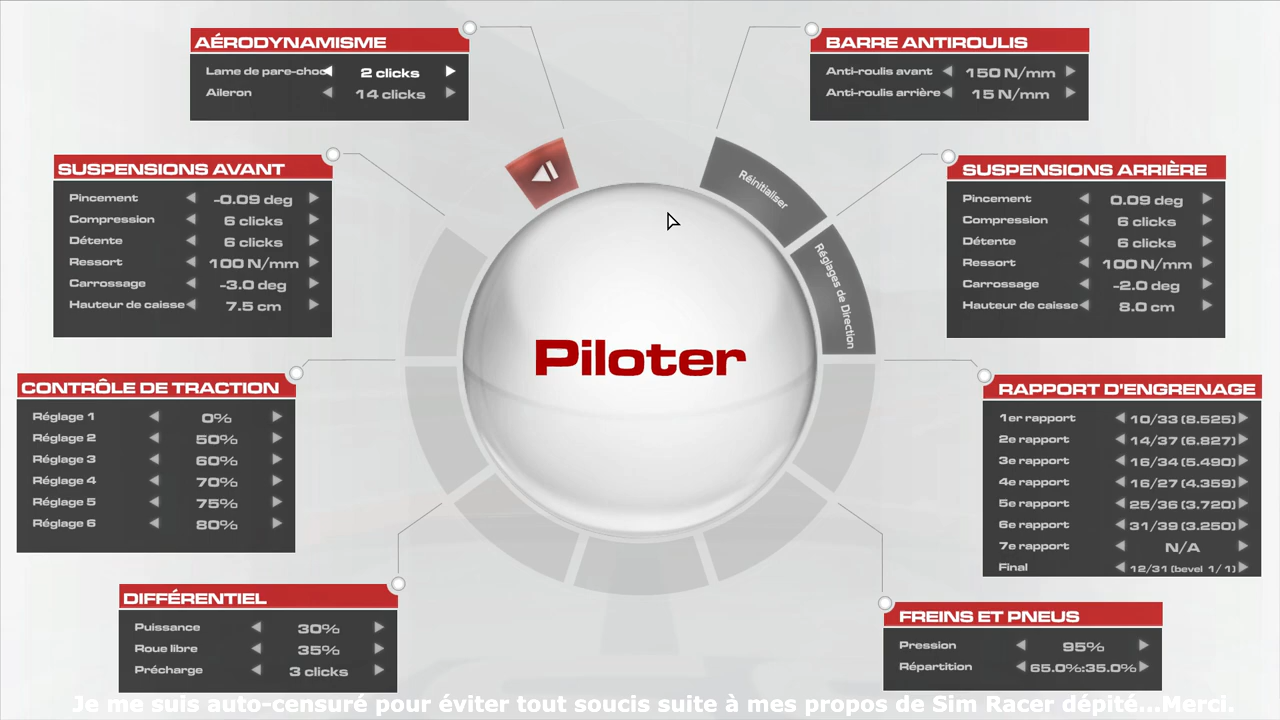 AÉRODYNAMISME
Lame de pare-choc 2 clicks
Aileron 14 clicks
BARRE ANTIROULIS
Anti-roulis avant 150 N/mm
Anti-roulis arrière 15 N/mm
SUSPENSIONS AVANT
Pincement -0.09 deg
Compression 6 clicks
Détente 6 clicks
Ressort 100 N/mm
Carrossage -3.0 deg
Hauteur de caisse 7.5 cm
Réinitialiser
Réglages de Direction
SUSPENSIONS ARRIÈRE
Pincement 0.09 deg
Compression 6 clicks
Détente 6 clicks
Ressort 100 N/mm
Carrossage -2.0 deg
Hauteur de caisse 8.0 cm
Piloter
CONTRÔLE DE TRACTION
Réglage 1 0%
Réglage 2 50%
Réglage 3 60%
Réglage 4 70%
Réglage 5 75%
Réglage 6 80%
RAPPORT D'ENGRENAGE
1er rapport 10/33 (8.525)
2e rapport 14/37 (6.827)
3e rapport 16/34 (5.490)
4e rapport 16/27 (4.359)
5e rapport 25/36 (3.720)
6e rapport 31/39 (3.250)
7e rapport N/A
Final 12/31 (bevel 1/1)
DIFFÉRENTIEL
Puissance 30%
Roue libre 35%
Précharge 3 clicks
FREINS ET PNEUS
Pression 95%
Répartition 65.0%:35.0%
Je me suis auto-censuré pour éviter tout soucis suite à mes propos de Sim Racer dépité...Merci.